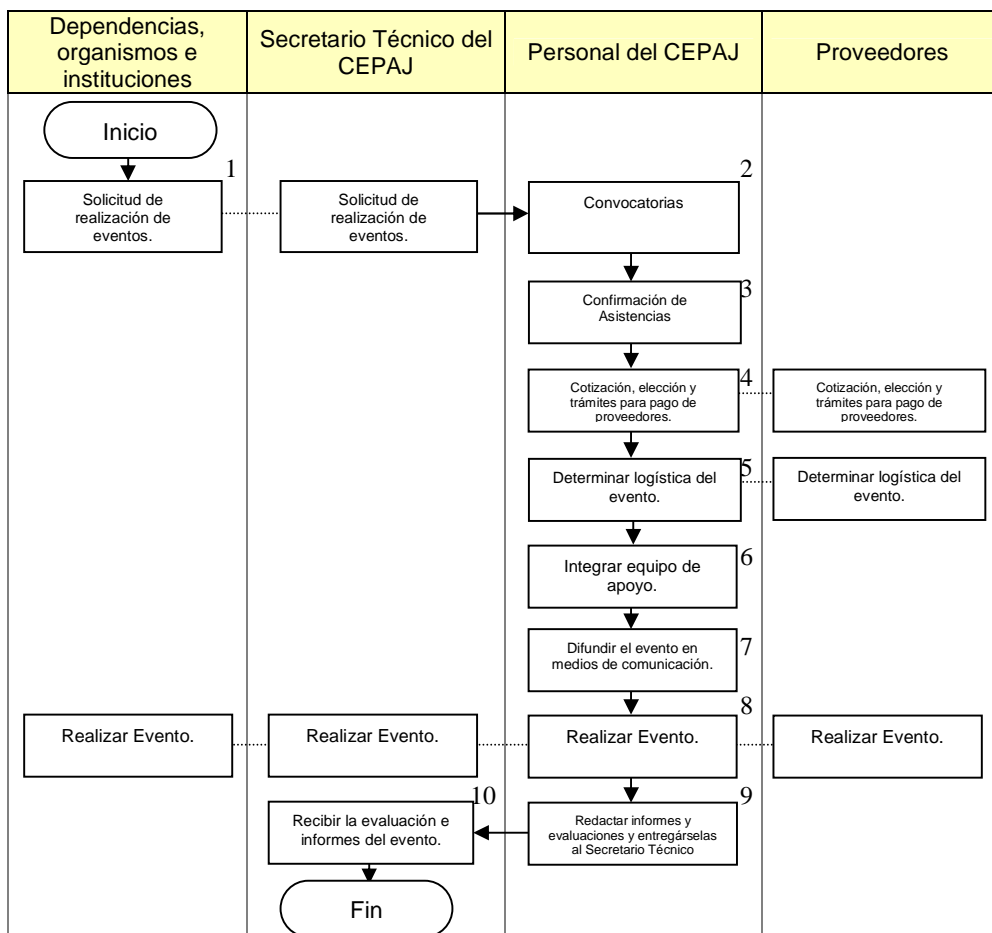 Dependencias,
organismos e
instituciones
Secretario Técnico del
CEPAJ
Personal del CEPAJ
Proveedores
Inicio
1
Solicitud de
realización de
eventos.
Solicitud de
realización de
eventos.
2
Convocatorias
3
Confirmación de
Asistencias
4
Cotización, elección y
trámites para pago de
proveedores.
Cotización, elección y
trámites para pago de
proveedores.
5
Determinar logística del
evento.
Determinar logística del
evento.
6
Integrar equipo de
apoyo.
7
Difundir el evento en
medios de comunicación.
8
Realizar Evento.
Realizar Evento.
Realizar Evento.
Realizar Evento.
9
Redactar informes y
evaluaciones y entregárselas
al Secretario Técnico
10
Recibir la evaluación e
informes del evento.
Fin